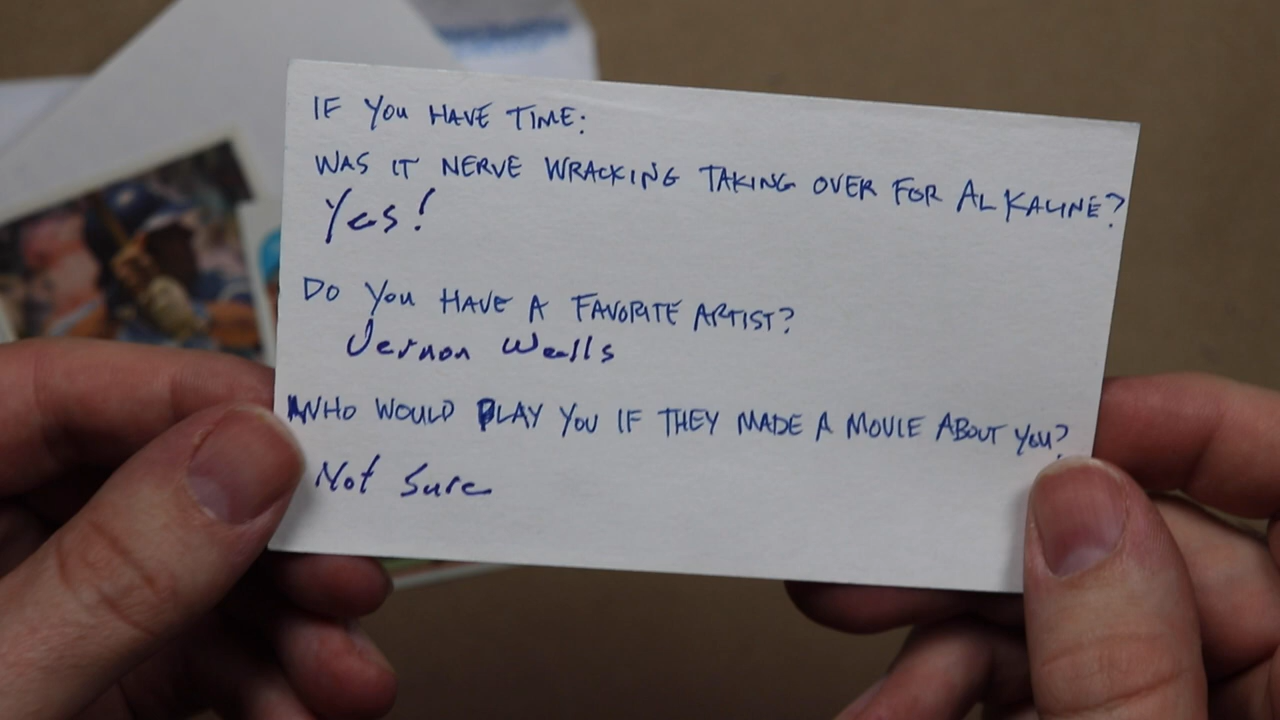 IF YOU HAVE TIME:
WAS IT NERVE WRACKING TAKING OVER FOR AL KALINE?
Yes!
DO YOU HAVE A FAVORITE ARTIST?
Vernon Wells
WHO WOULD PLAY YOU IF THEY MADE A MOVIE ABOUT YOU?
Not Sure